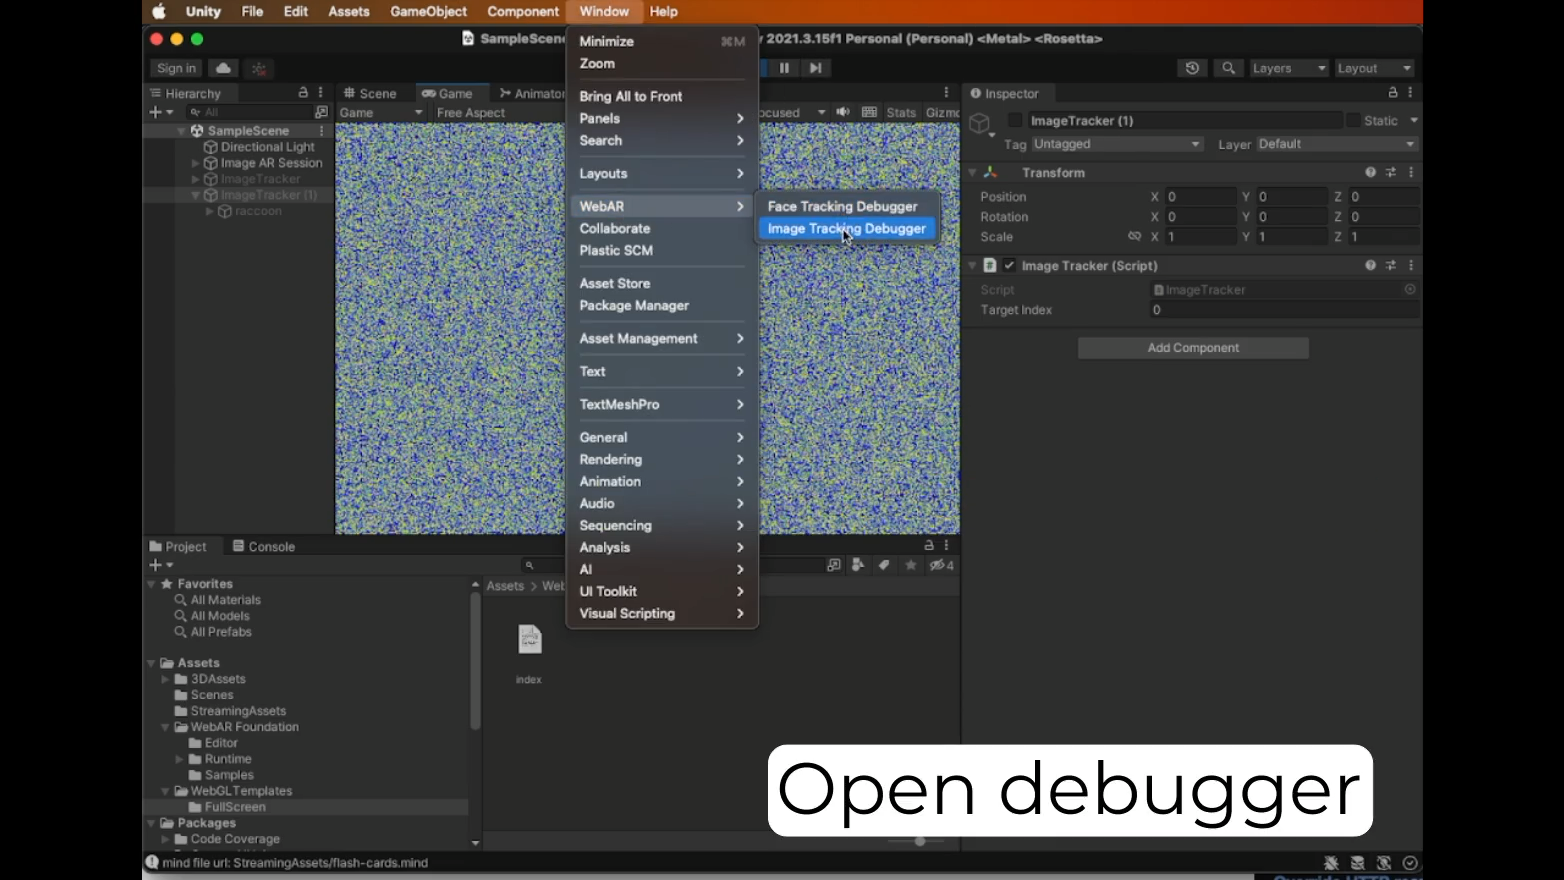 Unity File Edit Assets GameObject Component Window Help
SampleScene
2021.3.15f1 Personal (Personal) <Metal> <Rosetta>
Sign in
Layers
Layout
Hierarchy
All
SampleScene
Directional Light
Image AR Session
ImageTracker
ImageTracker (1)
raccoon
Scene Game Animator
Game Free Aspect
Stats Gizmo
Minimize ⌘M
Zoom
Bring All to Front
Panels
Search
Layouts
WebAR
Collaborate
Plastic SCM
Asset Store
Package Manager
Asset Management
Text
TextMeshPro
General
Rendering
Animation
Audio
Sequencing
Analysis
AI
UI Toolkit
Visual Scripting
Face Tracking Debugger
Image Tracking Debugger
Inspector
ImageTracker (1) Static
Tag Untagged Layer Default
Transform
Position X 0 Y 0 Z 0
Rotation X 0 Y 0 Z 0
Scale X 1 Y 1 Z 1
Image Tracker (Script)
Script ImageTracker
Target Index 0
Add Component
Project Console
4
Favorites
All Materials
All Models
All Prefabs
Assets
3DAssets
Scenes
StreamingAssets
WebAR Foundation
Editor
Runtime
Samples
WebGLTemplates
FullScreen
Packages
Code Coverage
Assets > Web
index
Open debugger
mind file url: StreamingAssets/flash-cards.mind